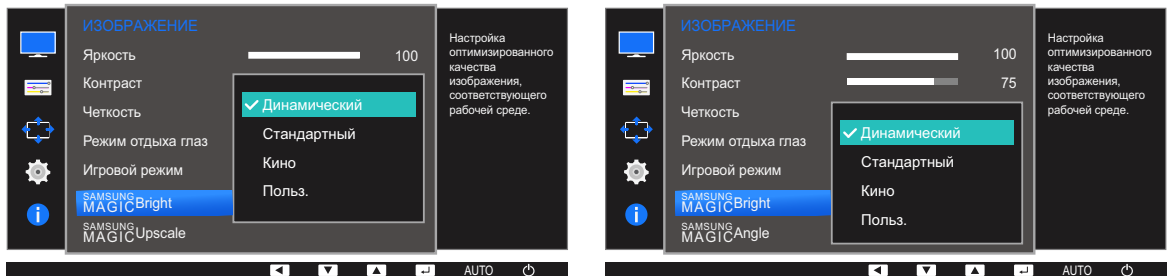 ИЗОБРАЖЕНИЕ
Яркость 100
Контраст
Четкость
Режим отдыха глаз
Игровой режим
SAMSUNG
MAGICBright
SAMSUNG
MAGICUpscale
Динамический
Стандартный
Кино
Польз.
Настройка
оптимизированного
качества
изображения,
соответствующего
рабочей среде.
AUTO
ИЗОБРАЖЕНИЕ
Яркость 100
Контраст 75
Четкость
Режим отдыха глаз
Игровой режим
SAMSUNG
MAGICBright
SAMSUNG
MAGICAngle
Динамический
Стандартный
Кино
Польз.
Настройка
оптимизированного
качества
изображения,
соответствующего
рабочей среде.
AUTO